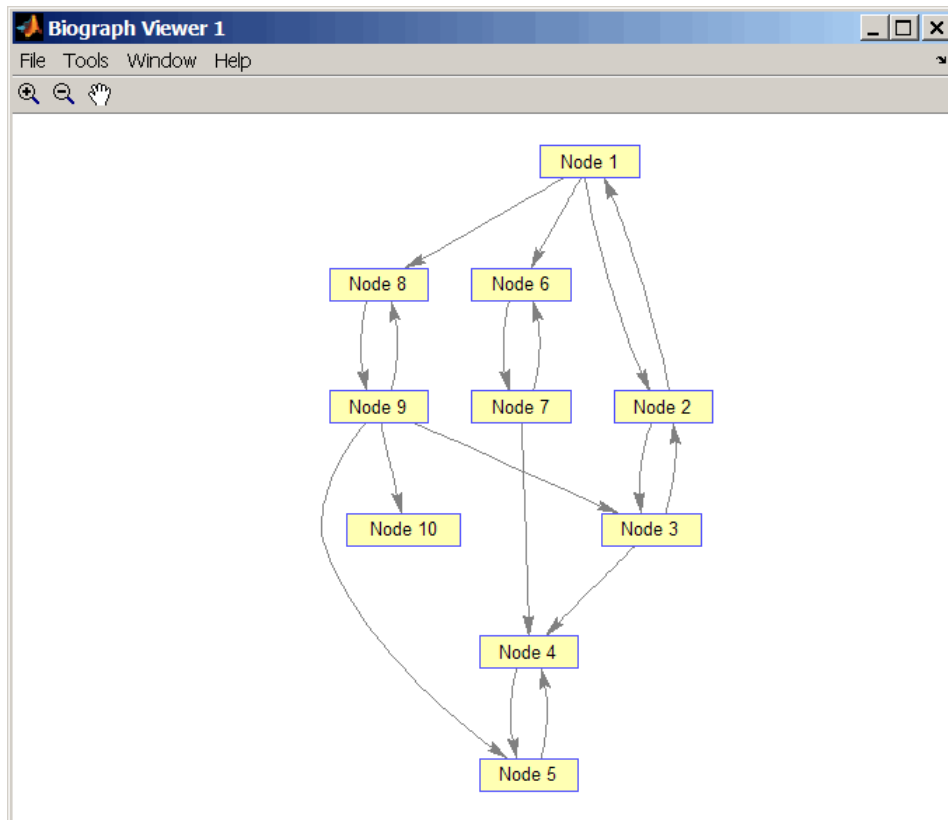 Biograph Viewer 1
File Tools Window Help
Node 1
Node 8 Node 6
Node 9 Node 7 Node 2
Node 10 Node 3
Node 4
Node 5